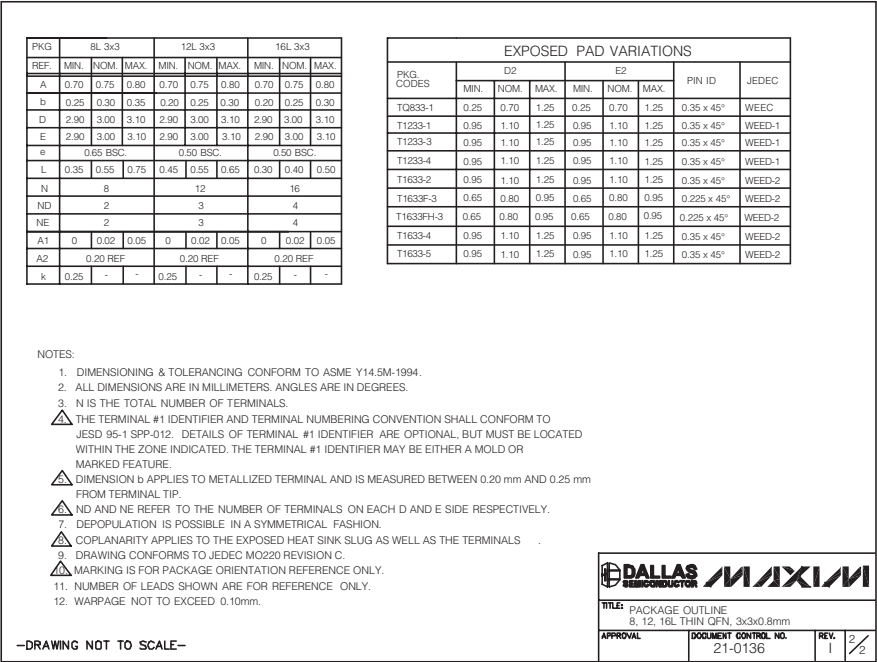 PKG 8L 3x3 12L 3x3 16L 3x3
REF. MIN. NOM. MAX. MIN. NOM. MAX. MIN. NOM. MAX.
A 0.70 0.75 0.80 0.70 0.75 0.80 0.70 0.75 0.80
b 0.25 0.30 0.35 0.20 0.25 0.30 0.20 0.25 0.30
D 2.90 3.00 3.10 2.90 3.00 3.10 2.90 3.00 3.10
E 2.90 3.00 3.10 2.90 3.00 3.10 2.90 3.00 3.10
e 0.65 BSC. 0.50 BSC. 0.50 BSC.
L 0.35 0.55 0.75 0.45 0.55 0.65 0.30 0.40 0.50
N 8 12 16
ND 2 3 4
NE 2 3 4
A1 0 0.02 0.05 0 0.02 0.05 0 0.02 0.05
A2 0.20 REF 0.20 REF 0.20 REF
k 0.25 - - 0.25 - - 0.25 - -
EXPOSED PAD VARIATIONS
PKG. CODES D2 E2 PIN ID JEDEC
MIN. NOM. MAX. MIN. NOM. MAX.
TQ833-1 0.25 0.70 1.25 0.25 0.70 1.25 0.35 x 45° WEEC
T1233-1 0.95 1.10 1.25 0.95 1.10 1.25 0.35 x 45° WEED-1
T1233-3 0.95 1.10 1.25 0.95 1.10 1.25 0.35 x 45° WEED-1
T1233-4 0.95 1.10 1.25 0.95 1.10 1.25 0.35 x 45° WEED-1
T1633-2 0.95 1.10 1.25 0.95 1.10 1.25 0.35 x 45° WEED-2
T1633F-3 0.65 0.80 0.95 0.65 0.80 0.95 0.225 x 45° WEED-2
T1633FH-3 0.65 0.80 0.95 0.65 0.80 0.95 0.225 x 45° WEED-2
T1633-4 0.95 1.10 1.25 0.95 1.10 1.25 0.35 x 45° WEED-2
T1633-5 0.95 1.10 1.25 0.95 1.10 1.25 0.35 x 45° WEED-2
NOTES:
1. DIMENSIONING & TOLERANCING CONFORM TO ASME Y14.5M-1994.
2. ALL DIMENSIONS ARE IN MILLIMETERS. ANGLES ARE IN DEGREES.
3. N IS THE TOTAL NUMBER OF TERMINALS.
4. THE TERMINAL #1 IDENTIFIER AND TERMINAL NUMBERING CONVENTION SHALL CONFORM TO
JESD 95-1 SPP-012. DETAILS OF TERMINAL #1 IDENTIFIER ARE OPTIONAL, BUT MUST BE LOCATED
WITHIN THE ZONE INDICATED. THE TERMINAL #1 IDENTIFIER MAY BE EITHER A MOLD OR
MARKED FEATURE.
5. DIMENSION b APPLIES TO METALLIZED TERMINAL AND IS MEASURED BETWEEN 0.20 mm AND 0.25 mm
FROM TERMINAL TIP.
6. ND AND NE REFER TO THE NUMBER OF TERMINALS ON EACH D AND E SIDE RESPECTIVELY.
7. DEPOPULATION IS POSSIBLE IN A SYMMETRICAL FASHION.
8. COPLANARITY APPLIES TO THE EXPOSED HEAT SINK SLUG AS WELL AS THE TERMINALS .
9. DRAWING CONFORMS TO JEDEC MO220 REVISION C.
10. MARKING IS FOR PACKAGE ORIENTATION REFERENCE ONLY.
11. NUMBER OF LEADS SHOWN ARE FOR REFERENCE ONLY.
12. WARPAGE NOT TO EXCEED 0.10mm.
-DRAWING NOT TO SCALE-
DALLAS SEMICONDUCTOR MAXIM
TITLE: PACKAGE OUTLINE
8, 12, 16L THIN QFN, 3x3x0.8mm
APPROVAL DOCUMENT CONTROL NO. REV.
21-0136 I 2/2